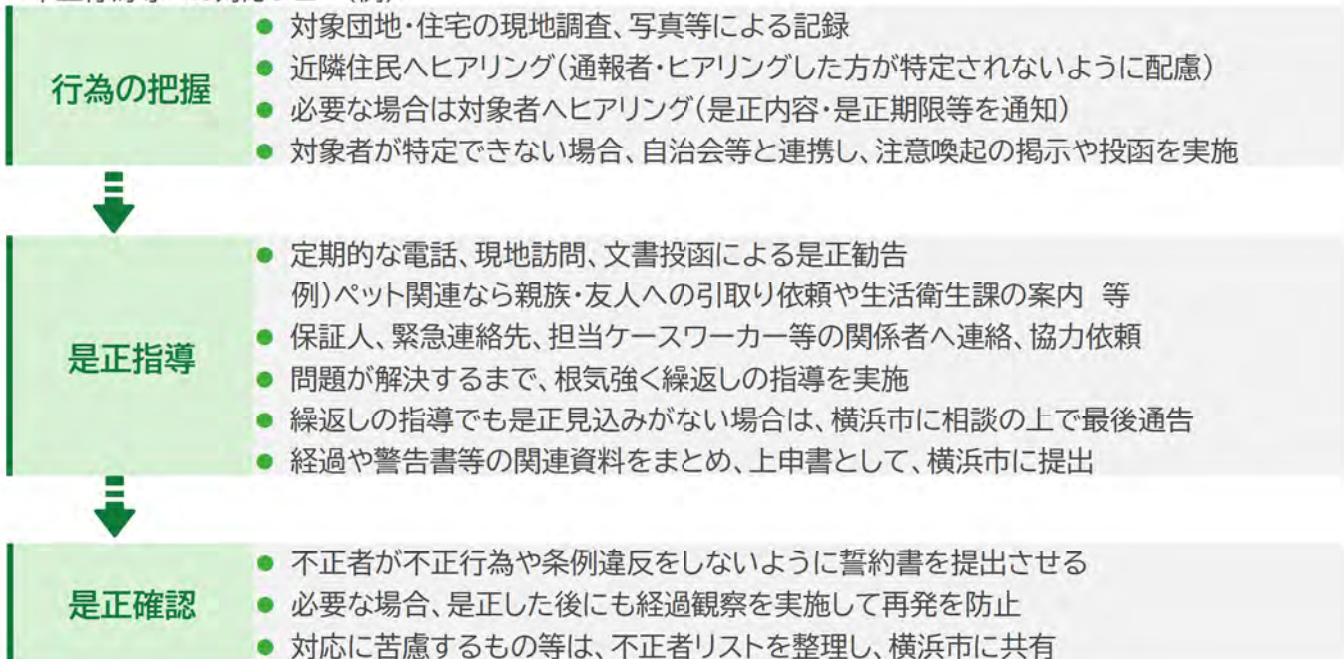 対象団地・住宅の現地調査、写真等による記録
近隣住民へヒアリング（通報者・ヒアリングした方が特定されないように配慮）
行為の把握
必要な場合は対象者へヒアリング（是正内容・是正期限等を通知）
対象者が特定できない場合、自治会等と連携し、注意喚起の掲示や投函を実施
定期的な電話、現地訪問、文書投函による是正勧告
例）ペット関連なら親族・友人への引取り依頼や生活衛生課の案内 等
保証人、緊急連絡先、担当ケースワーカー等の関係者へ連絡、協力依頼
是正指導
問題が解決するまで、根気強く繰返しの指導を実施
繰返しの指導でも是正見込みがない場合は、横浜市に相談の上で最後通告
経過や警告書等の関連資料をまとめ、上申書として、横浜市に提出
不正者が不正行為や条例違反をしないように誓約書を提出させる
是正確認
必要な場合、是正した後にも経過観察を実施して再発を防止
対応に苦慮するもの等は、不正者リストを整理し、横浜市に共有